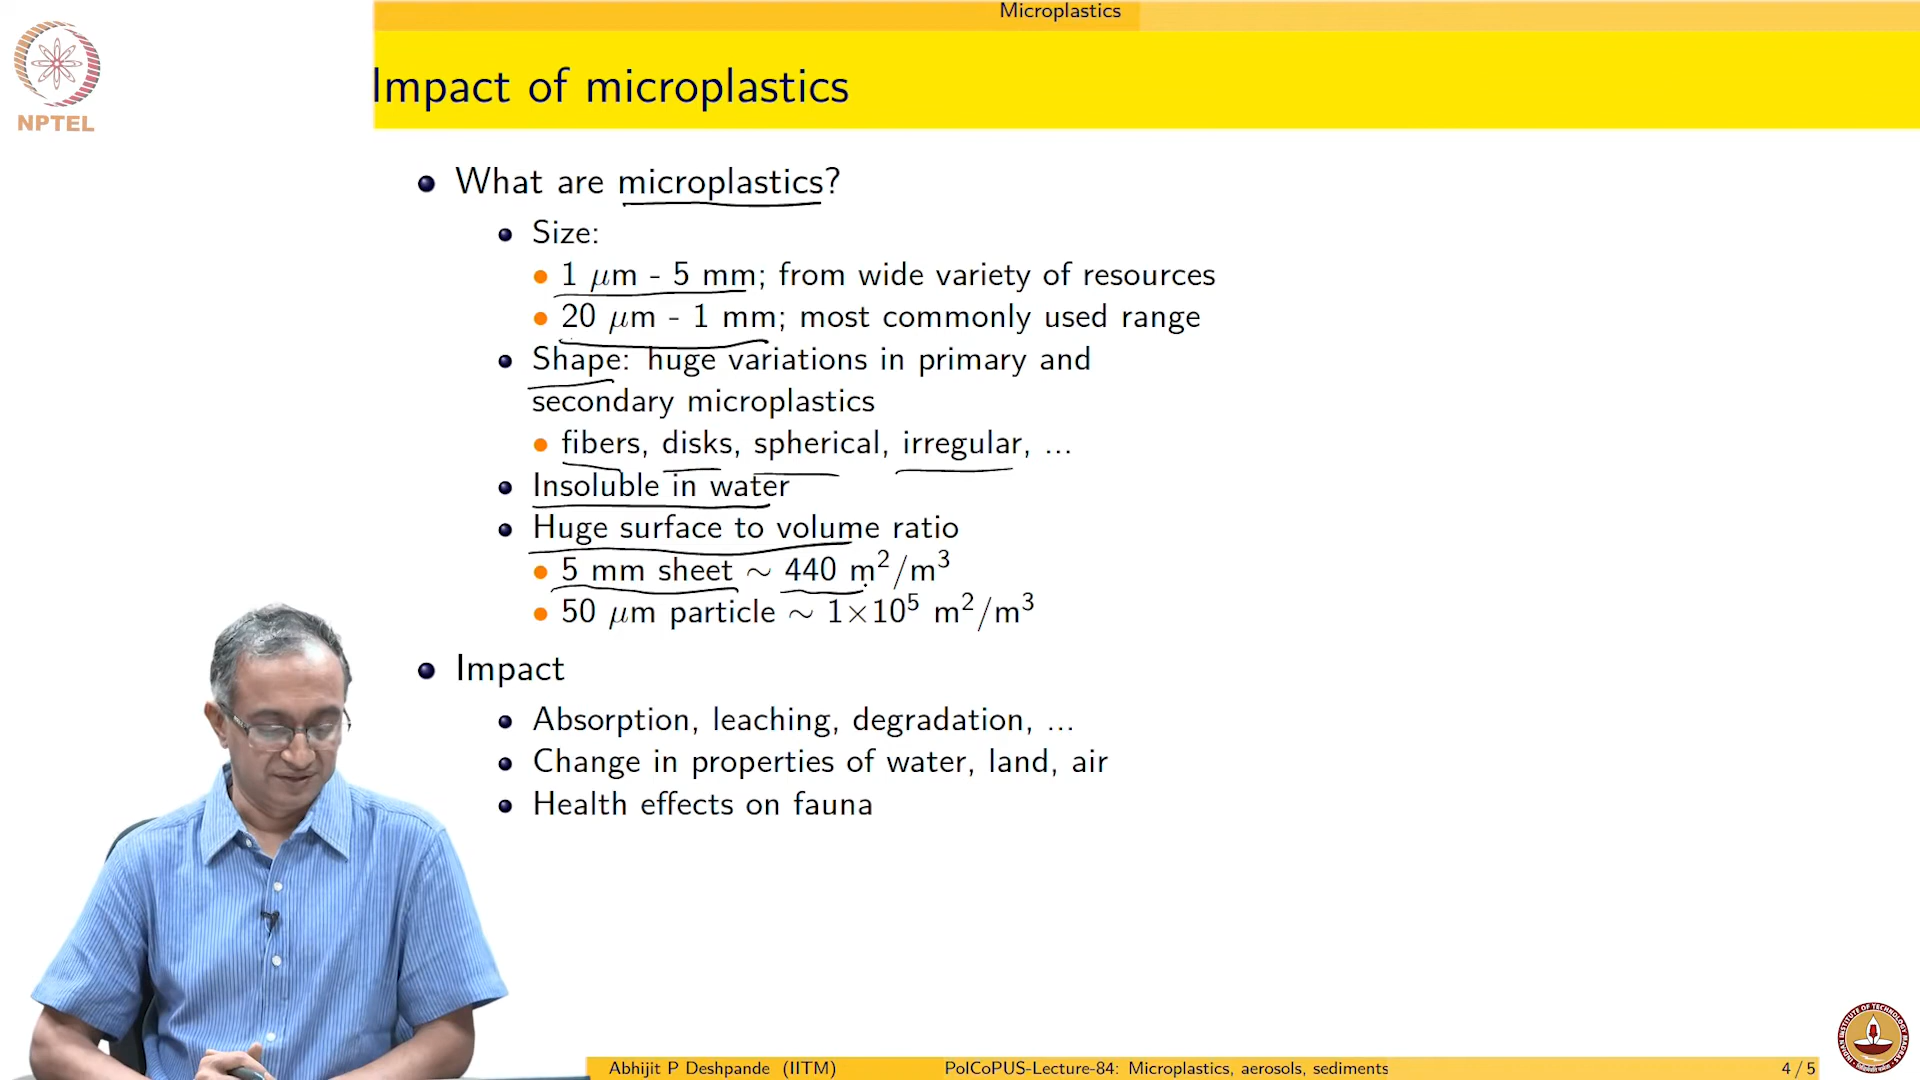 Microplastics
NPTEL
Impact of microplastics
What are microplastics?
Size:
1 μm - 5 mm; from wide variety of resources
20 μm - 1 mm; most commonly used range
Shape: huge variations in primary and
secondary microplastics
fibers, disks, spherical, irregular, ...
Insoluble in water
Huge surface to volume ratio
5 mm sheet ∼ 440 m²/m³
50 μm particle ∼ 1×10⁵ m²/m³
Impact
Absorption, leaching, degradation, ...
Change in properties of water, land, air
Health effects on fauna
Abhijit P Deshpande (IITM) PolCoPUS-Lecture-84: Microplastics, aerosols, sediments 4 / 5